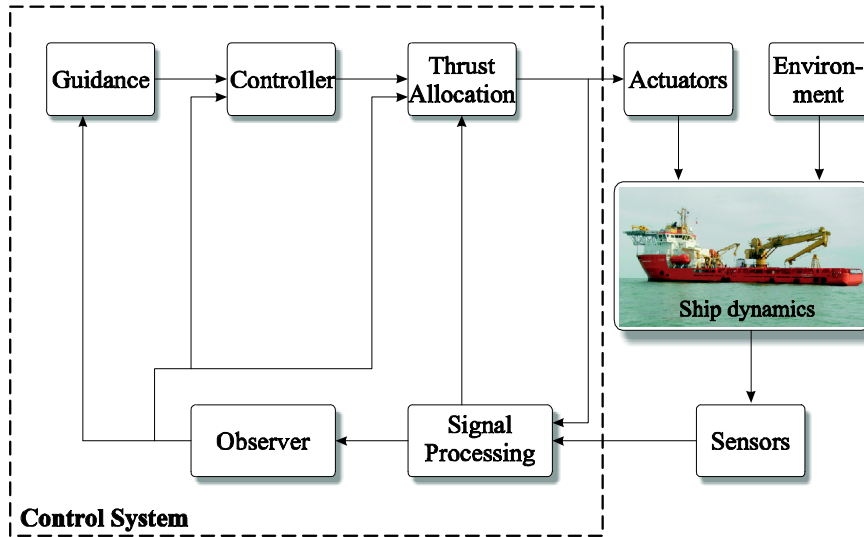 Guidance
Controller
Thrust
Allocation
Actuators
Environ-
ment
Ship dynamics
Observer
Signal
Processing
Sensors
Control System